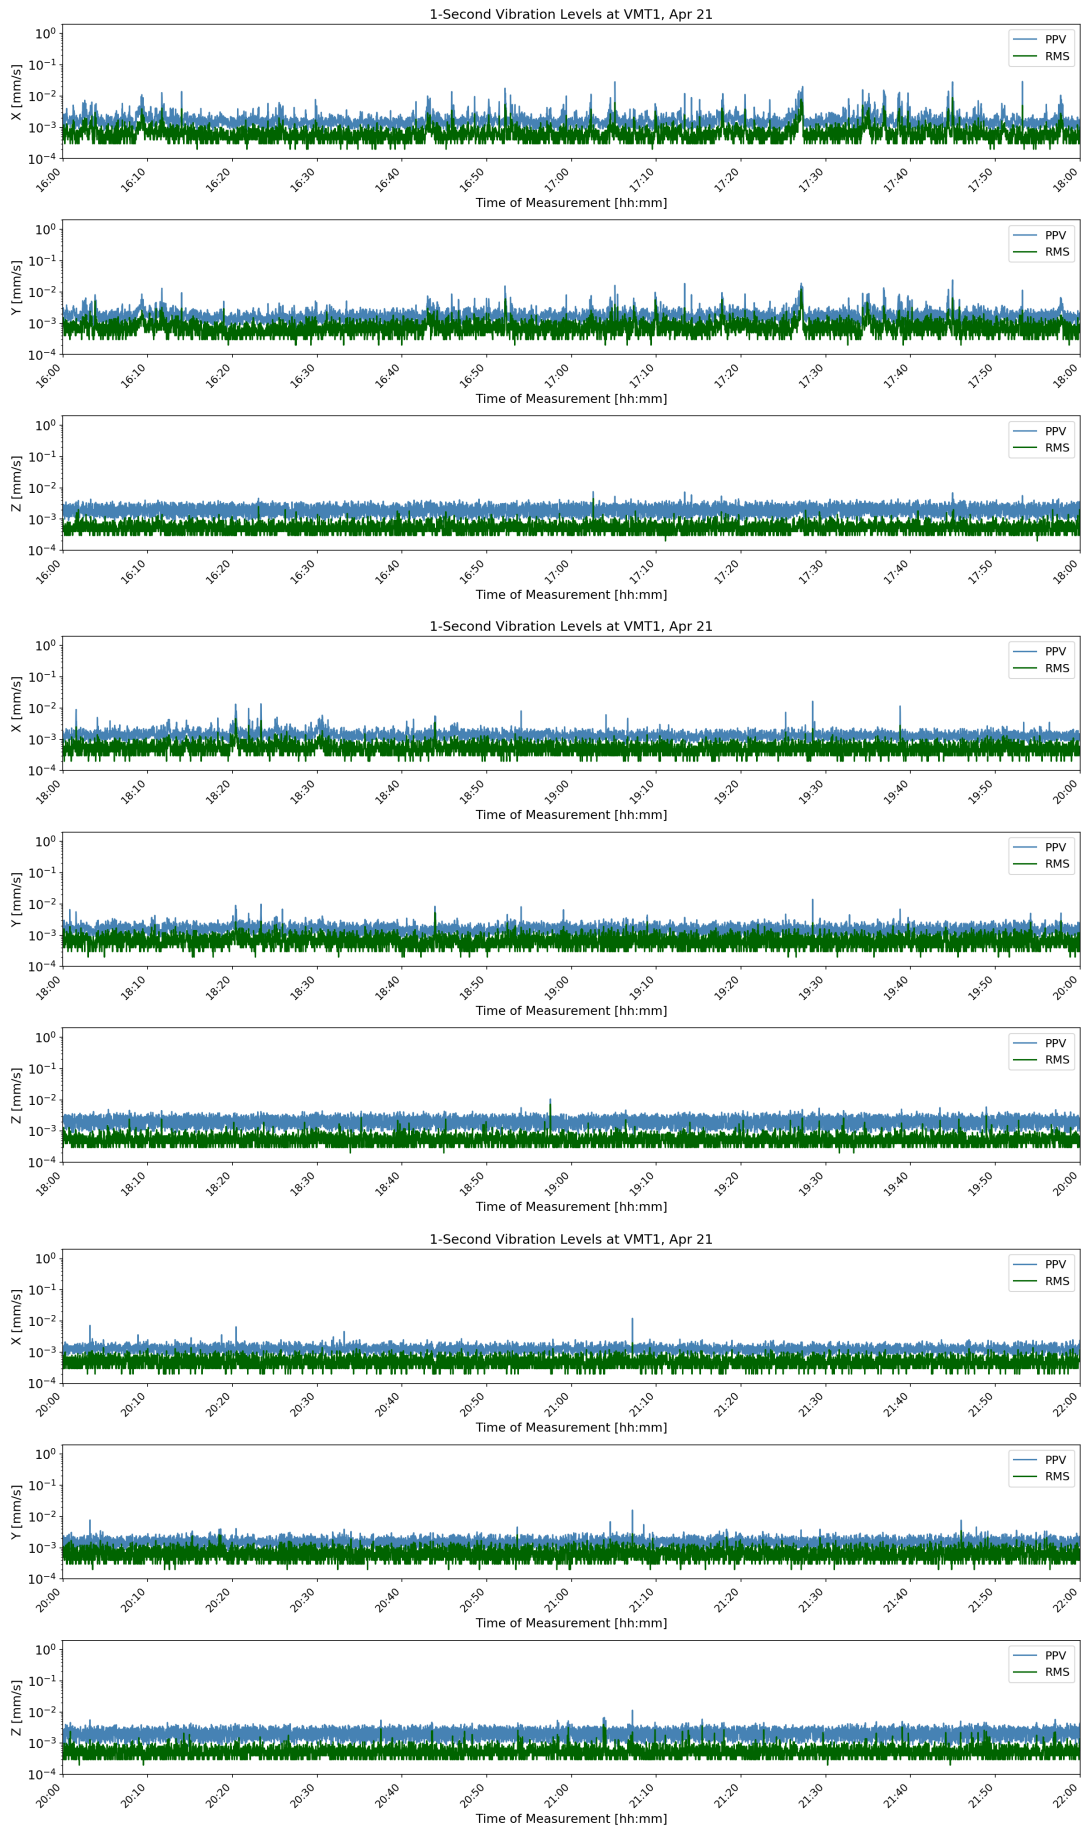 1-Second Vibration Levels at VMT1, Apr 21
X [mm/s]
10⁰
10⁻¹
10⁻²
10⁻³
10⁻⁴
PPV
RMS
16:00 16:10 16:20 16:30 16:40 16:50 17:00 17:10 17:20 17:30 17:40 17:50 18:00
Time of Measurement [hh:mm]
Y [mm/s]
10⁰
10⁻¹
10⁻²
10⁻³
10⁻⁴
PPV
RMS
16:00 16:10 16:20 16:30 16:40 16:50 17:00 17:10 17:20 17:30 17:40 17:50 18:00
Time of Measurement [hh:mm]
Z [mm/s]
10⁰
10⁻¹
10⁻²
10⁻³
10⁻⁴
PPV
RMS
16:00 16:10 16:20 16:30 16:40 16:50 17:00 17:10 17:20 17:30 17:40 17:50 18:00
Time of Measurement [hh:mm]
1-Second Vibration Levels at VMT1, Apr 21
X [mm/s]
10⁰
10⁻¹
10⁻²
10⁻³
10⁻⁴
PPV
RMS
18:00 18:10 18:20 18:30 18:40 18:50 19:00 19:10 19:20 19:30 19:40 19:50 20:00
Time of Measurement [hh:mm]
Y [mm/s]
10⁰
10⁻¹
10⁻²
10⁻³
10⁻⁴
PPV
RMS
18:00 18:10 18:20 18:30 18:40 18:50 19:00 19:10 19:20 19:30 19:40 19:50 20:00
Time of Measurement [hh:mm]
Z [mm/s]
10⁰
10⁻¹
10⁻²
10⁻³
10⁻⁴
PPV
RMS
18:00 18:10 18:20 18:30 18:40 18:50 19:00 19:10 19:20 19:30 19:40 19:50 20:00
Time of Measurement [hh:mm]
1-Second Vibration Levels at VMT1, Apr 21
X [mm/s]
10⁰
10⁻¹
10⁻²
10⁻³
10⁻⁴
PPV
RMS
20:00 20:10 20:20 20:30 20:40 20:50 21:00 21:10 21:20 21:30 21:40 21:50 22:00
Time of Measurement [hh:mm]
Y [mm/s]
10⁰
10⁻¹
10⁻²
10⁻³
10⁻⁴
PPV
RMS
20:00 20:10 20:20 20:30 20:40 20:50 21:00 21:10 21:20 21:30 21:40 21:50 22:00
Time of Measurement [hh:mm]
Z [mm/s]
10⁰
10⁻¹
10⁻²
10⁻³
10⁻⁴
PPV
RMS
20:00 20:10 20:20 20:30 20:40 20:50 21:00 21:10 21:20 21:30 21:40 21:50 22:00
Time of Measurement [hh:mm]